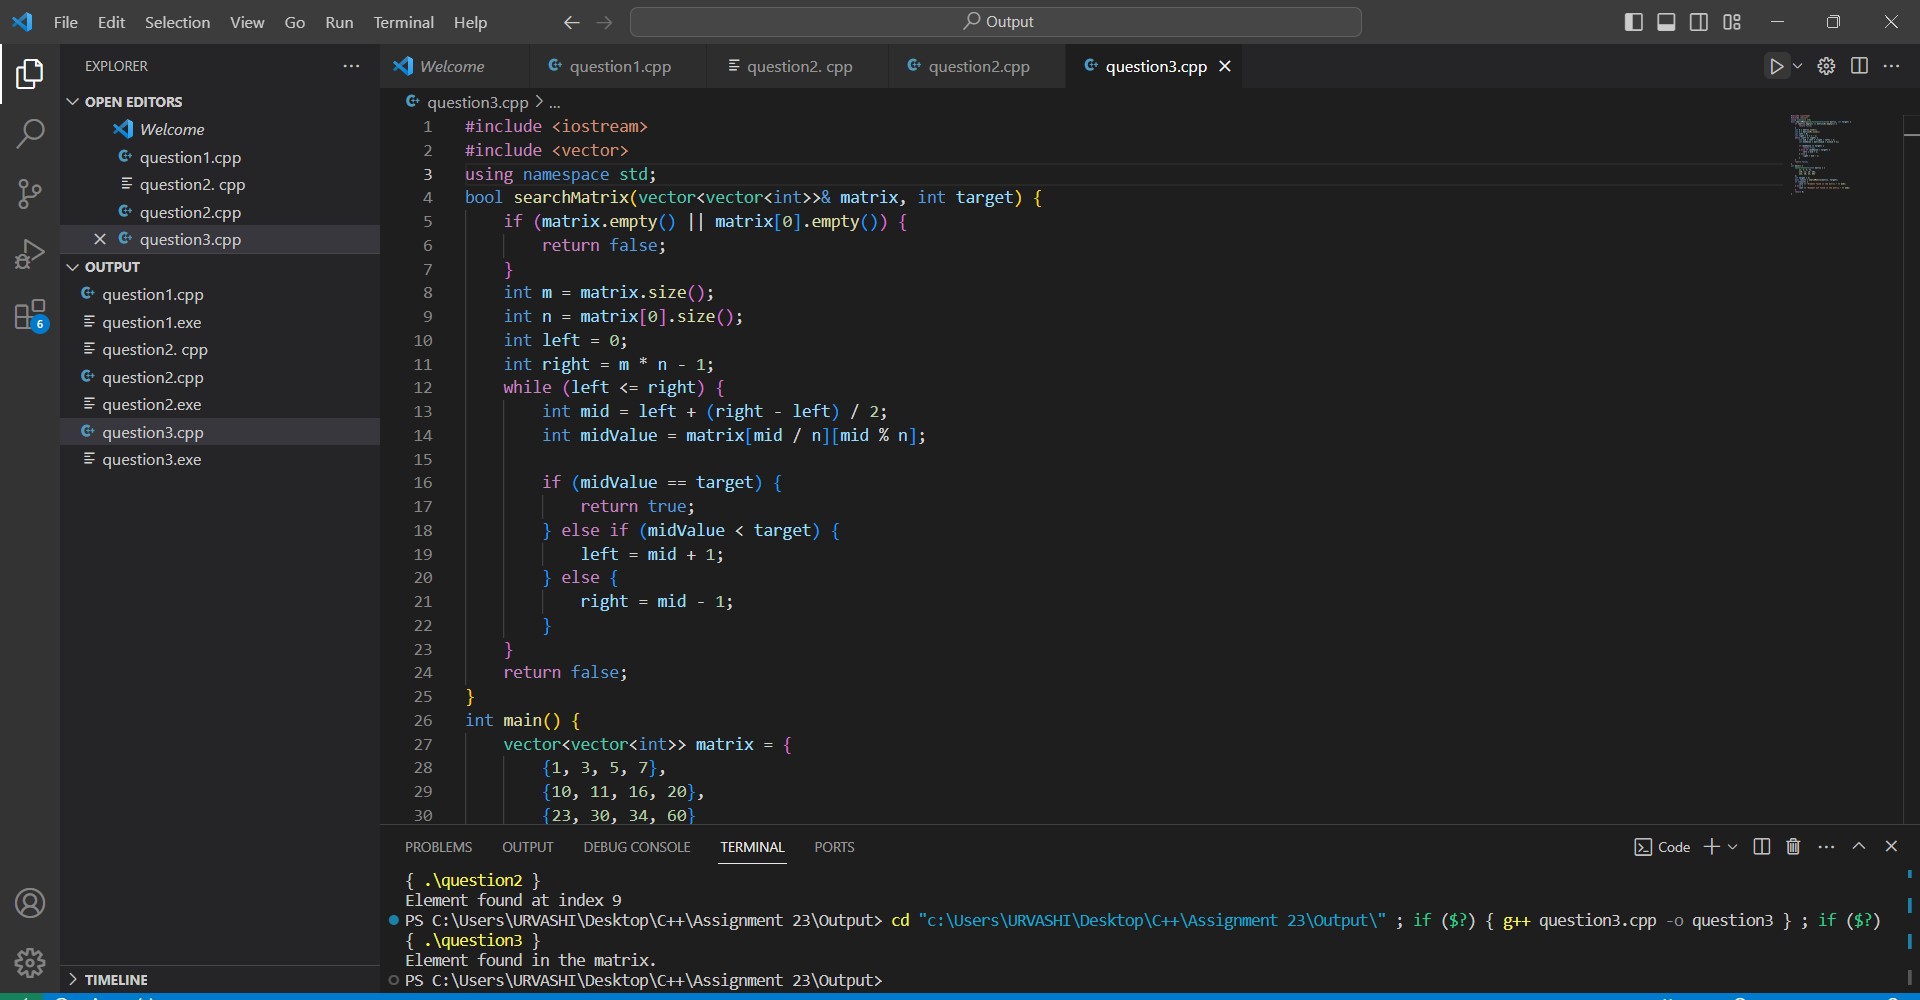 File Edit Selection View Go Run Terminal Help
Output
EXPLORER
OPEN EDITORS
Welcome
question1.cpp
question2. cpp
question2.cpp
question3.cpp
OUTPUT
question1.cpp
question1.exe
question2. cpp
question2.cpp
question2.exe
question3.cpp
question3.exe
TIMELINE
6
Welcome question1.cpp question2. cpp question2.cpp question3.cpp
question3.cpp > ...
1 #include <iostream>
2 #include <vector>
3 using namespace std;
4 bool searchMatrix(vector<vector<int>>& matrix, int target) {
5 if (matrix.empty() || matrix[0].empty()) {
6 return false;
7 }
8 int m = matrix.size();
9 int n = matrix[0].size();
10 int left = 0;
11 int right = m * n - 1;
12 while (left <= right) {
13 int mid = left + (right - left) / 2;
14 int midValue = matrix[mid / n][mid % n];
15
16 if (midValue == target) {
17 return true;
18 } else if (midValue < target) {
19 left = mid + 1;
20 } else {
21 right = mid - 1;
22 }
23 }
24 return false;
25 }
26 int main() {
27 vector<vector<int>> matrix = {
28 {1, 3, 5, 7},
29 {10, 11, 16, 20},
30 {23, 30, 34, 60}
PROBLEMS OUTPUT DEBUG CONSOLE TERMINAL PORTS
Code
{ .\question2 }
Element found at index 9
PS C:\Users\URVASHI\Desktop\C++\Assignment 23\Output> cd "c:\Users\URVASHI\Desktop\C++\Assignment 23\Output\" ; if ($?) { g++ question3.cpp -o question3 } ; if ($?)
{ .\question3 }
Element found in the matrix.
PS C:\Users\URVASHI\Desktop\C++\Assignment 23\Output>